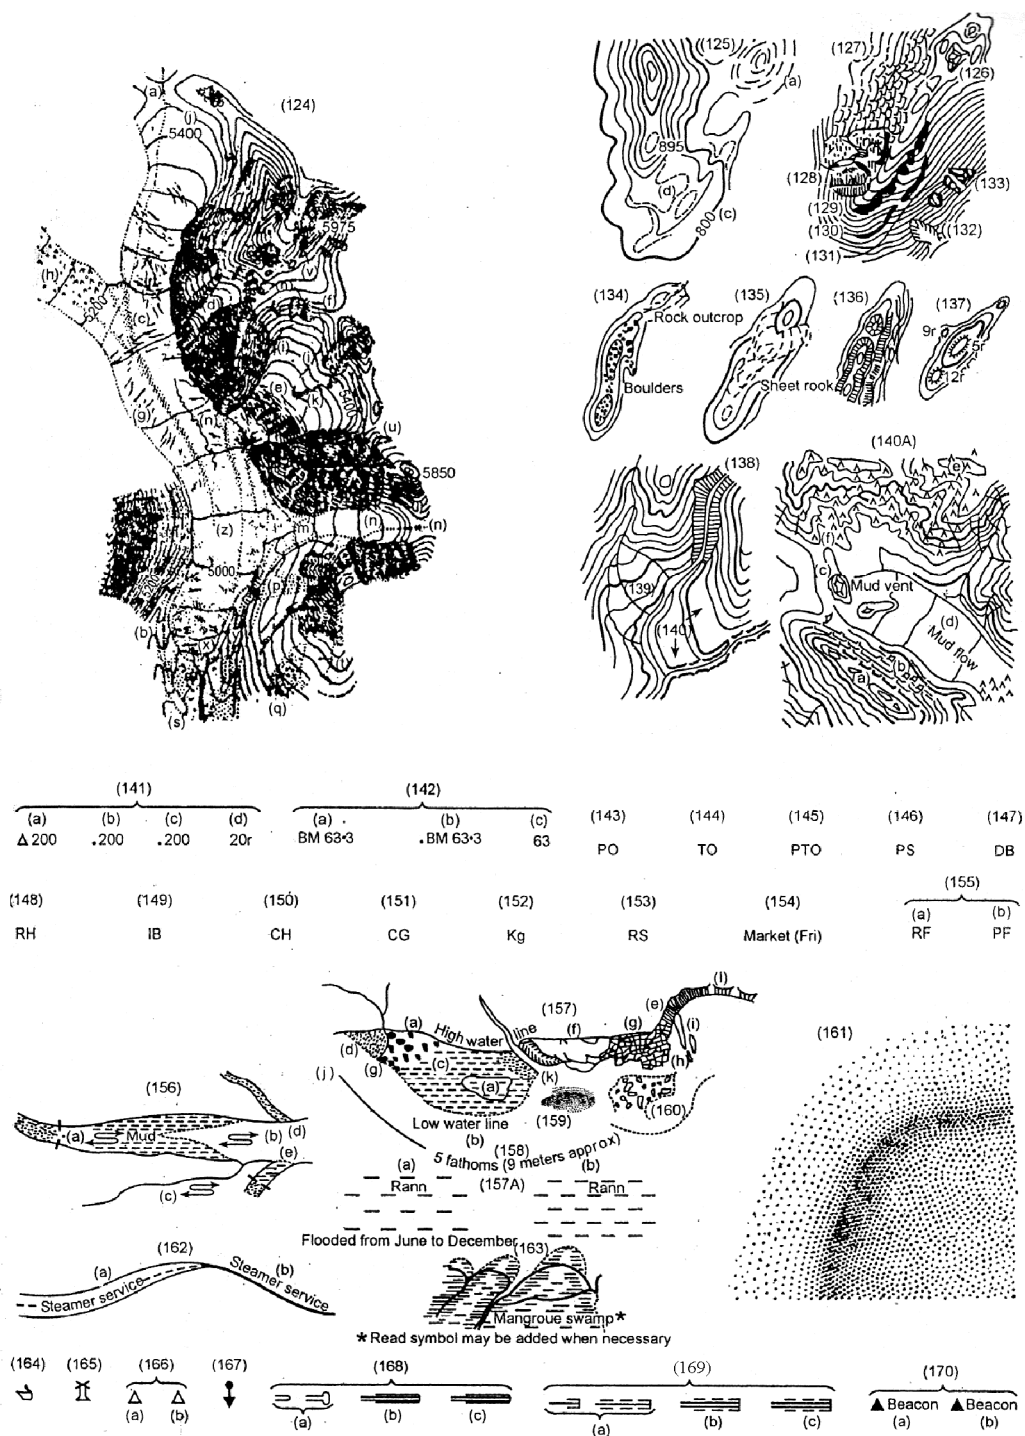 (124)
(a)
(j)
5400
5975
(h)
5200
(c)
(f)
(i)
(e)
(k)
5400
(g)
(n)
(u)
5850
(z)
m
(n)
(n)
5000
(p)
(b)
(x)
(s)
(q)
(125)
(a)
895
(d)
(c)
800
(127)
(126)
(128)
(129)
(130)
(131)
(132)
(133)
(134)
Rock outcrop
Boulders
(135)
Sheet rook
(136)
(137)
9r
5r
12r
(138)
(139)
(140)
(140A)
(e)
(f)
(c)
Mud vent
(d)
Mud flow
(b)
(a)
(141) (142)
(a) (b) (c) (d) (a) (b) (c) (143) (144) (145) (146) (147)
200 .200 .200 20r BM 63·3 .BM 63·3 63 PO TO PTO PS DB
(148) (149) (150) (151) (152) (153) (154) (155)
(a) (b)
RH IB CH CG Kg RS Market (Fri) RF PF
(156)
(a) Mud (b) (d)
(e)
(c)
(157)
(a) High water line (f) (g) (e) (l)
(d) (c) (i)
(g) (h)
(j) (a) (k)
(159) (160)
Low water line
(b)
(158)
5 fathoms (9 meters approx)
(a) (b)
Rann (157A) Rann
Flooded from June to December
(161)
(162)
(a) (b)
Steamer service Steamer service
(163)
Mangroue swamp*
*Read symbol may be added when necessary
(164) (165) (166) (167) (168) (169) (170)
Beacon Beacon
(a) (b) (a) (b) (c) (a) (b) (c) (a) (b)